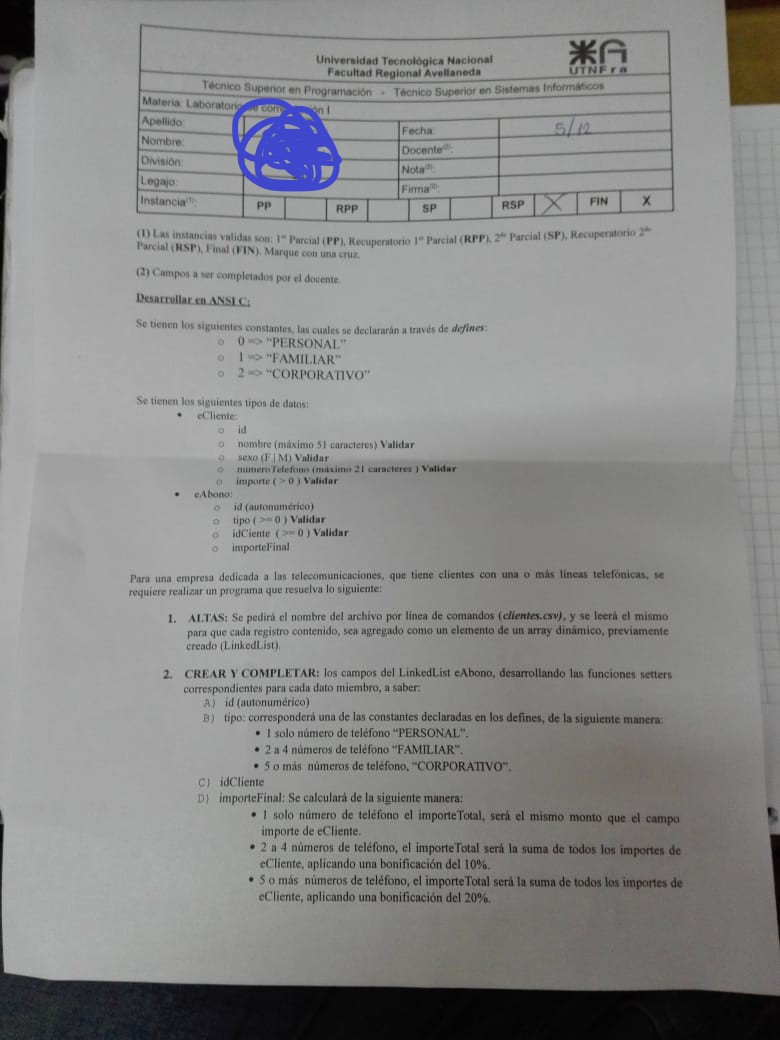 Universidad Tecnológica Nacional
Facultad Regional Avellaneda
UTNFra
Técnico Superior en Programación - Técnico Superior en Sistemas Informáticos
Materia: Laboratorio I
Apellido:
Fecha: 5/12
Nombre:
Docente⁽²⁾:
División:
Nota⁽²⁾:
Legajo:
Firma⁽²⁾:
Instancia⁽¹⁾: PP RPP SP RSP X FIN X
(1) Las instancias validas son: 1er Parcial (PP), Recuperatorio 1er Parcial (RPP), 2do Parcial (SP), Recuperatorio 2do
Parcial (RSP), Final (FIN). Marque con una cruz.
(2) Campos a ser completados por el docente.
Desarrollar en ANSI C:
Se tienen los siguientes constantes, las cuales se declararán a través de defines:
○ 0 => “PERSONAL”
○ 1 => “FAMILIAR”
○ 2 => “CORPORATIVO”
Se tienen los siguientes tipos de datos:
• eCliente:
○ id
○ nombre (máximo 51 caracteres) Validar
○ sexo (F | M) Validar
○ numeroTelefono (máximo 21 caracteres ) Validar
○ importe ( > 0 ) Validar
• eAbono:
○ id (autonumérico)
○ tipo ( >= 0 ) Validar
○ idCiente ( >= 0 ) Validar
○ importeFinal
Para una empresa dedicada a las telecomunicaciones, que tiene clientes con una o más líneas telefónicas, se
requiere realizar un programa que resuelva lo siguiente:
1. ALTAS: Se pedirá el nombre del archivo por línea de comandos (clientes.csv), y se leerá el mismo
para que cada registro contenido, sea agregado como un elemento de un array dinámico, previamente
creado (LinkedList).
2. CREAR Y COMPLETAR: los campos del LinkedList eAbono, desarrollando las funciones setters
correspondientes para cada dato miembro, a saber:
A) id (autonumérico)
B) tipo: corresponderá una de las constantes declaradas en los defines, de la siguiente manera:
• 1 solo número de teléfono “PERSONAL”.
• 2 a 4 números de teléfono “FAMILIAR”.
• 5 o más números de teléfono, “CORPORATIVO”.
C) idCliente
D) importeFinal: Se calculará de la siguiente manera:
• 1 solo número de teléfono el importeTotal, será el mismo monto que el campo
importe de eCliente.
• 2 a 4 números de teléfono, el importeTotal será la suma de todos los importes de
eCliente, aplicando una bonificación del 10%.
• 5 o más números de teléfono, el importeTotal será la suma de todos los importes de
eCliente, aplicando una bonificación del 20%.